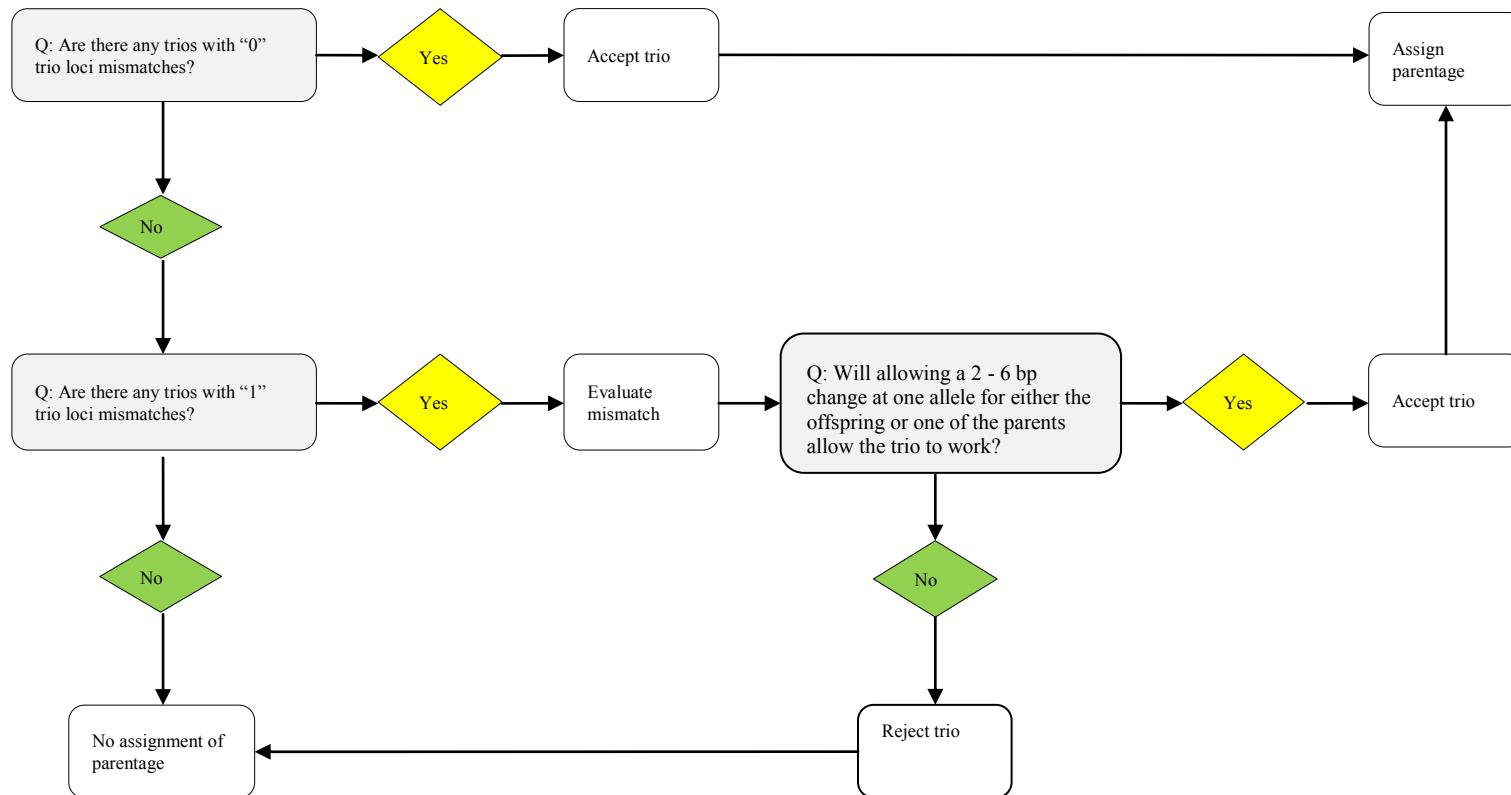 Q: Are there any trios with “0”
trio loci mismatches?
Yes
Accept trio
Assign
parentage
No
Q: Are there any trios with “1”
trio loci mismatches?
Yes
Evaluate
mismatch
Q: Will allowing a 2 - 6 bp
change at one allele for either the
offspring or one of the parents
allow the trio to work?
Yes
Accept trio
No
No
No assignment of
parentage
Reject trio